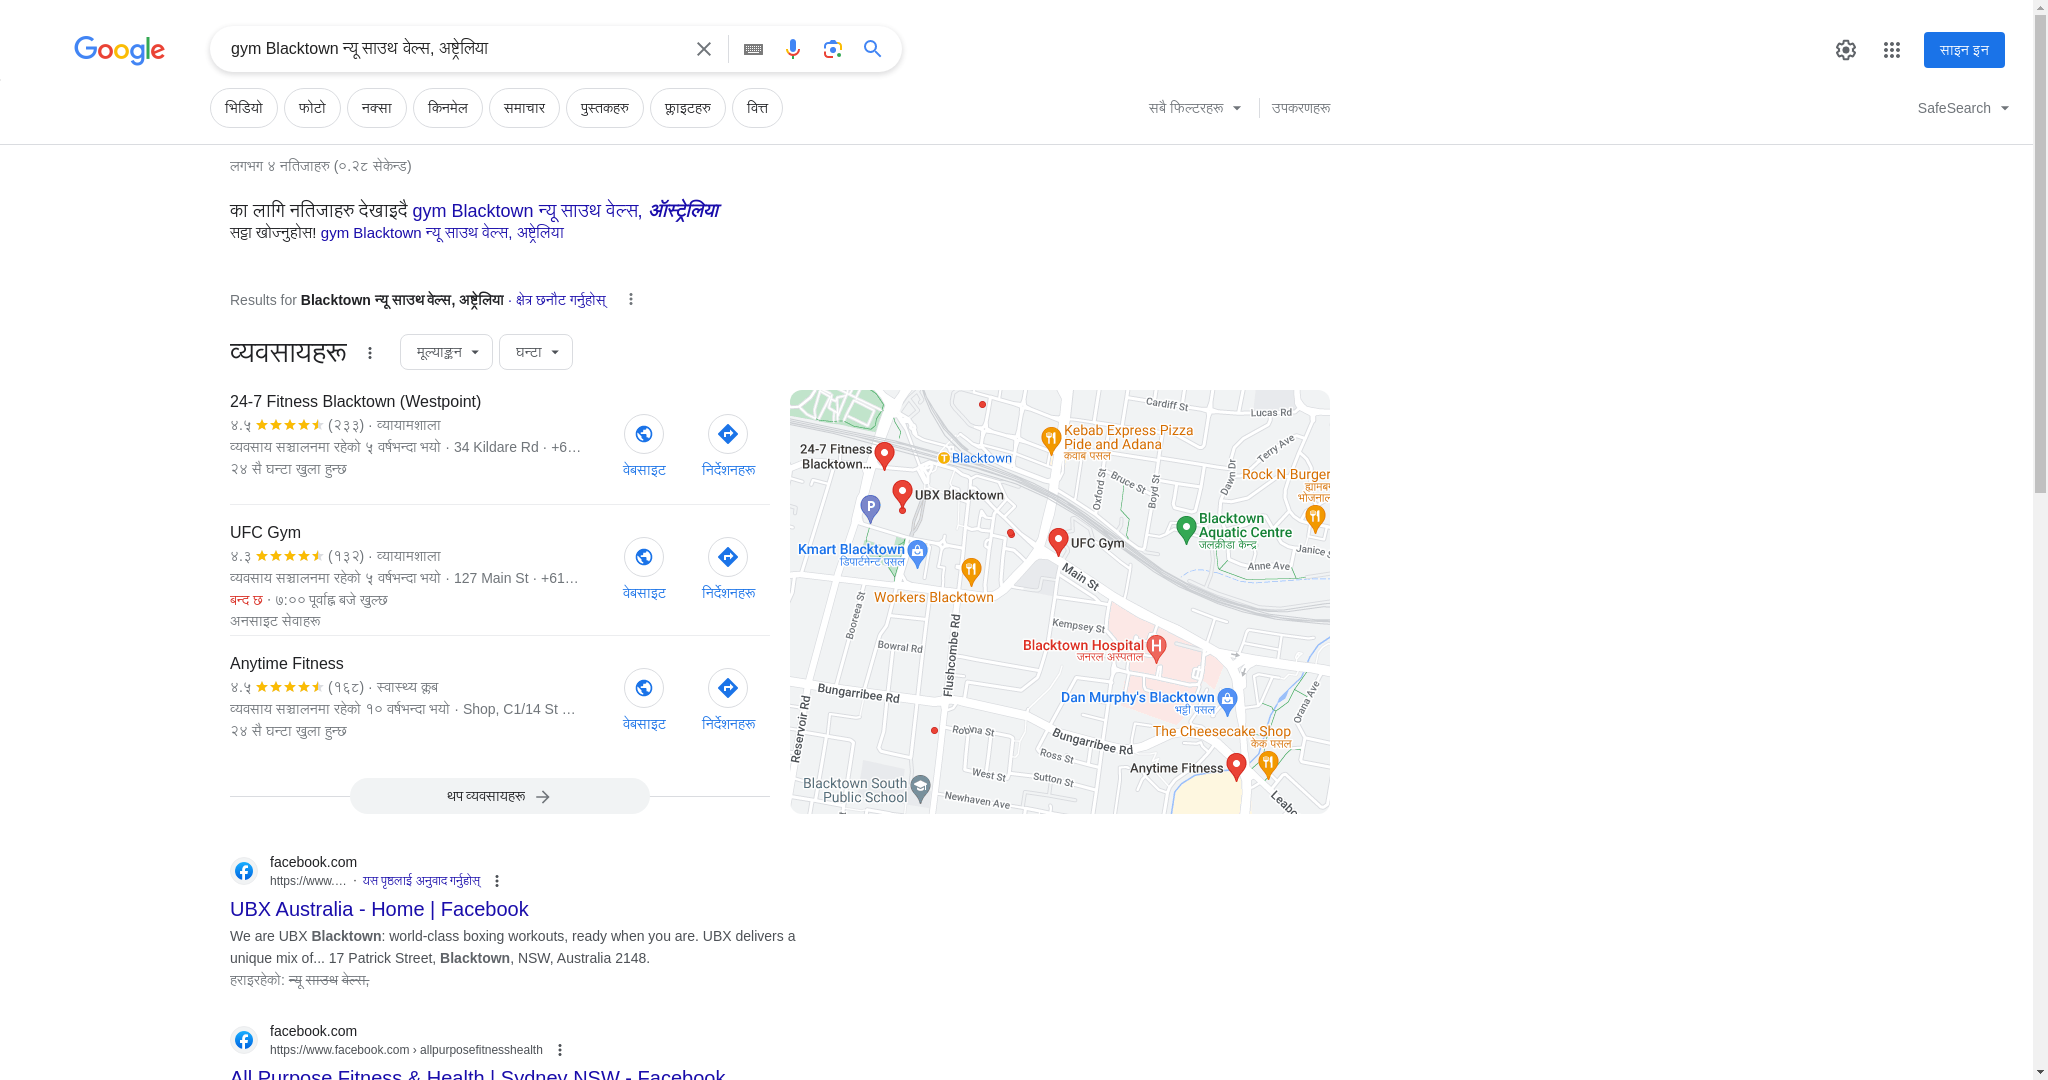 Google
gym Blacktown न्यू साउथ वेल्स, अष्ट्रेलिया
साइन इन
भिडियो
फोटो
नक्सा
किनमेल
समाचार
पुस्तकहरु
फ्लाइटहरु
वित्त
सबै फिल्टरहरू
उपकरणहरू
SafeSearch
लगभग ४ नतिजाहरु (०.२८ सेकेन्ड)
का लागि नतिजाहरु देखाइदै gym Blacktown न्यू साउथ वेल्स, ऑस्ट्रेलिया
सट्टा खोज्नुहोस! gym Blacktown न्यू साउथ वेल्स, अष्ट्रेलिया
Results for Blacktown न्यू साउथ वेल्स, अष्ट्रेलिया · क्षेत्र छनौट गर्नुहोस्
व्यवसायहरू
मूल्याङ्कन
घन्टा
24-7 Fitness Blacktown (Westpoint)
४.५ (२३३) · व्यायामशाला
व्यवसाय सञ्चालनमा रहेको ५ वर्षभन्दा भयो · 34 Kildare Rd · +6…
२४ सै घन्टा खुला हुन्छ
वेबसाइट
निर्देशनहरू
UFC Gym
४.३ (१३२) · व्यायामशाला
व्यवसाय सञ्चालनमा रहेको ५ वर्षभन्दा भयो · 127 Main St · +61…
बन्द छ · ७:०० पूर्वाह्न बजे खुल्छ
अनसाइट सेवाहरू
वेबसाइट
निर्देशनहरू
Anytime Fitness
४.५ (१६८) · स्वास्थ्य क्लब
व्यवसाय सञ्चालनमा रहेको १० वर्षभन्दा भयो · Shop, C1/14 St …
२४ सै घन्टा खुला हुन्छ
वेबसाइट
निर्देशनहरू
थप व्यवसायहरू
Cardiff St
Lucas Rd
Kebab Express Pizza
Pide and Adana
कवाब पसल
24-7 Fitness
Blacktown...
Blacktown
Terry Ave
Rock N Burger
Dawn Dr
Bruce St
Boyd St
Oxford St
UBX Blacktown
P
Blacktown
Aquatic Centre
जलक्रीडा केन्द्र
Kmart Blacktown
डिपार्टमेन्ट पसल
UFC Gym
Janice S
Anne Ave
Main St
Workers Blacktown
Booreea St
Kempsey St
Flushcombe Rd
Bowral Rd
Blacktown Hospital
जनरल अस्पताल
H
Bungarribee Rd
Dan Murphy's Blacktown
भट्टी पसल
Orana Ave
Reservoir Rd
The Cheesecake Shop
केक पसल
Robina St
Bungarribee Rd
Ross St
Anytime Fitness
West St
Sutton St
Blacktown South
Public School
Newhaven Ave
Leabo
facebook.com
https://www.… · यस पृष्ठलाई अनुवाद गर्नुहोस्
UBX Australia - Home | Facebook
We are UBX Blacktown: world-class boxing workouts, ready when you are. UBX delivers a
unique mix of... 17 Patrick Street, Blacktown, NSW, Australia 2148.
हराइरहेको: न्यू साउथ वेल्स,
facebook.com
https://www.facebook.com › allpurposefitnesshealth
All Purpose Fitness & Health | Sydney NSW - Facebook